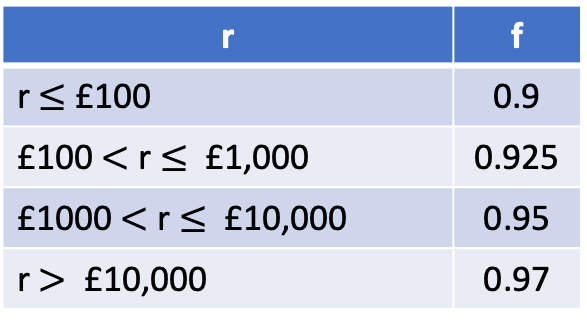 r f
r ≤ £100 0.9
£100 < r ≤ £1,000 0.925
£1000 < r ≤ £10,000 0.95
r > £10,000 0.97